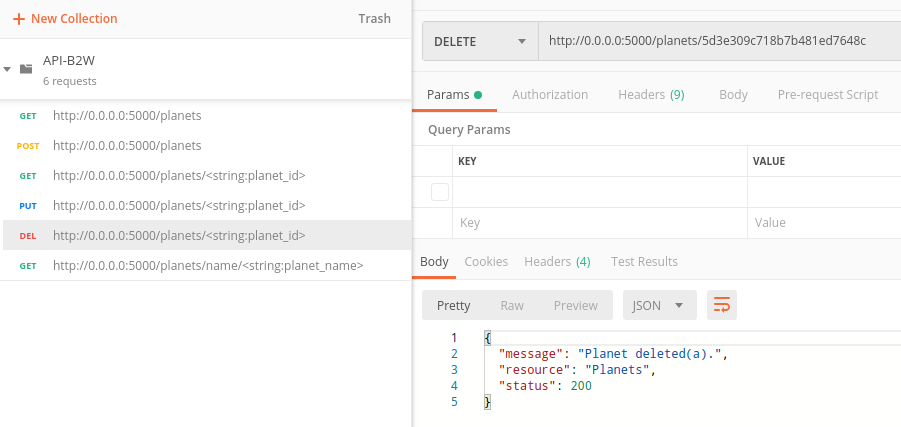 + New Collection
Trash
API-B2W
6 requests
GET http://0.0.0.0:5000/planets
POST http://0.0.0.0:5000/planets
GET http://0.0.0.0:5000/planets/<string:planet_id>
PUT http://0.0.0.0:5000/planets/<string:planet_id>
DEL http://0.0.0.0:5000/planets/<string:planet_id>
GET http://0.0.0.0:5000/planets/name/<string:planet_name>
DELETE http://0.0.0.0:5000/planets/5d3e309c718b7b481ed7648c
Params Authorization Headers (9) Body Pre-request Script
Query Params
KEY VALUE
Key Value
Body Cookies Headers (4) Test Results
Pretty Raw Preview JSON
1 {
2 "message": "Planet deleted(a).",
3 "resource": "Planets",
4 "status": 200
5 }